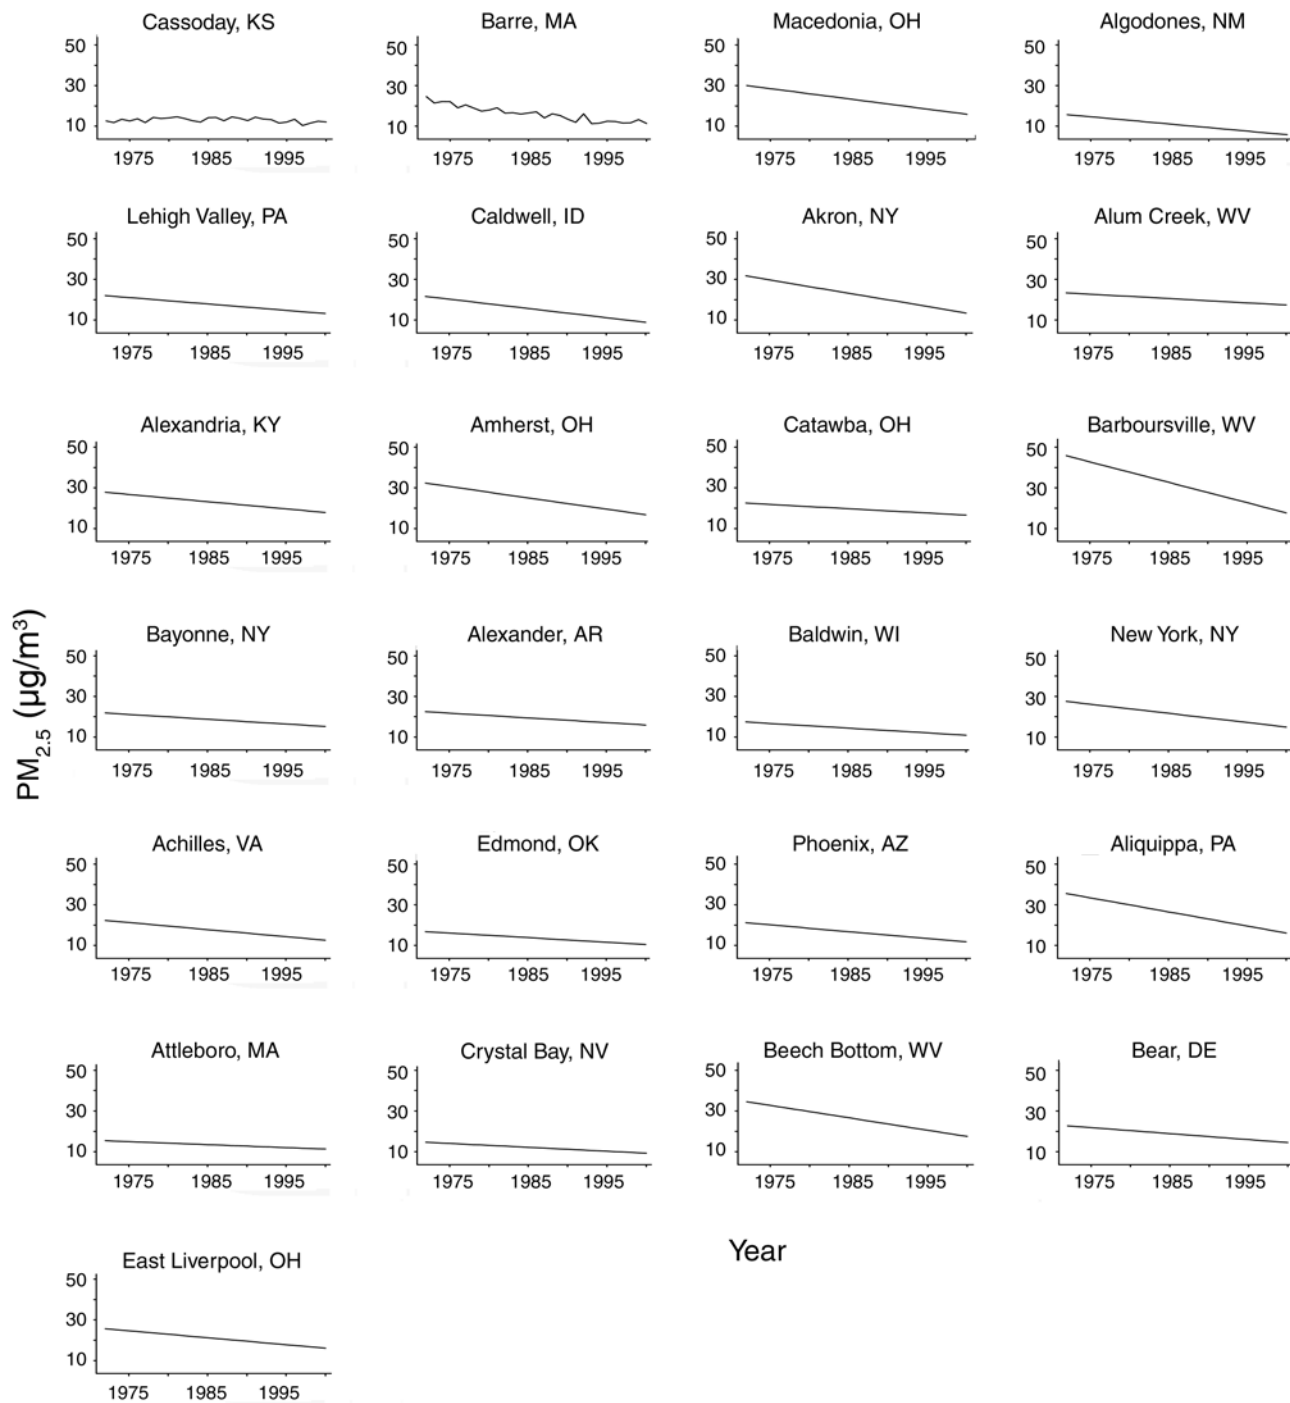 Cassoday, KS
50
30
10
1975 1985 1995
Barre, MA
50
30
10
1975 1985 1995
Macedonia, OH
50
30
10
1975 1985 1995
Algodones, NM
50
30
10
1975 1985 1995
Lehigh Valley, PA
50
30
10
1975 1985 1995
Caldwell, ID
50
30
10
1975 1985 1995
Akron, NY
50
30
10
1975 1985 1995
Alum Creek, WV
50
30
10
1975 1985 1995
Alexandria, KY
50
30
10
1975 1985 1995
Amherst, OH
50
30
10
1975 1985 1995
Catawba, OH
50
30
10
1975 1985 1995
Barboursville, WV
50
30
10
1975 1985 1995
PM2.5 (µg/m³)
Bayonne, NY
50
30
10
1975 1985 1995
Alexander, AR
50
30
10
1975 1985 1995
Baldwin, WI
50
30
10
1975 1985 1995
New York, NY
50
30
10
1975 1985 1995
Achilles, VA
50
30
10
1975 1985 1995
Edmond, OK
50
30
10
1975 1985 1995
Phoenix, AZ
50
30
10
1975 1985 1995
Aliquippa, PA
50
30
10
1975 1985 1995
Attleboro, MA
50
30
10
1975 1985 1995
Crystal Bay, NV
50
30
10
1975 1985 1995
Beech Bottom, WV
50
30
10
1975 1985 1995
Bear, DE
50
30
10
1975 1985 1995
Year
East Liverpool, OH
50
30
10
1975 1985 1995